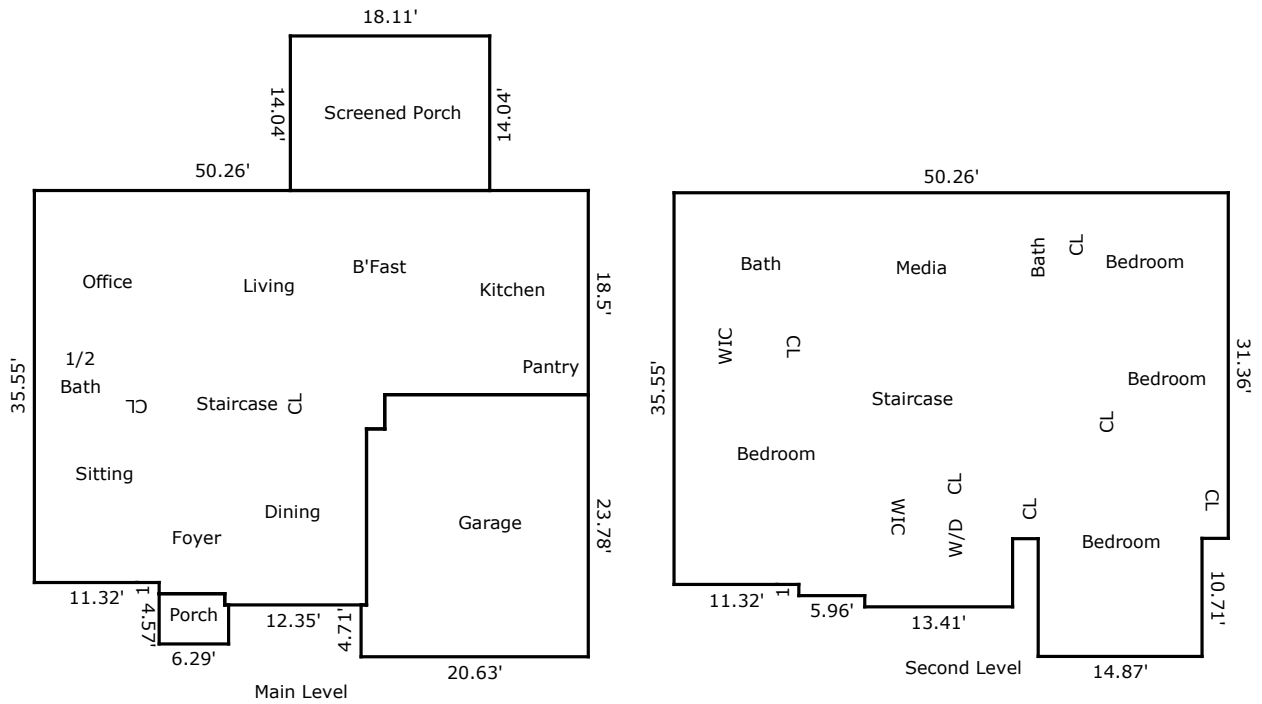 18.11'
14.04'
Screened Porch
14.04'
50.26'
Office
Living
B'Fast
Kitchen
18.5'
35.55'
1/2
Bath
CL
Staircase
CL
Pantry
Sitting
Foyer
Dining
Garage
23.78'
11.32'
1'
4.57'
Porch
6.29'
12.35'
4.71'
20.63'
Main Level
50.26'
Bath
Media
Bath
CL
Bedroom
WIC
CL
35.55'
31.36'
Staircase
Bedroom
CL
Bedroom
WIC
CL
W/D
CL
CL
Bedroom
11.32'
1'
5.96'
13.41'
10.71'
14.87'
Second Level